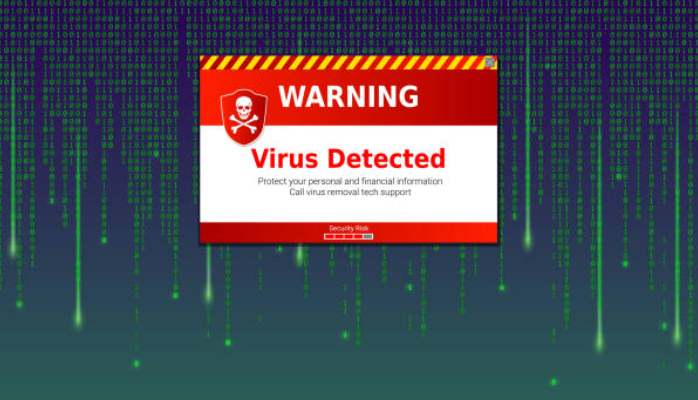 WARNING
Virus Detected
Protect your personal and financial information
Call virus removal tech support
Security Risk